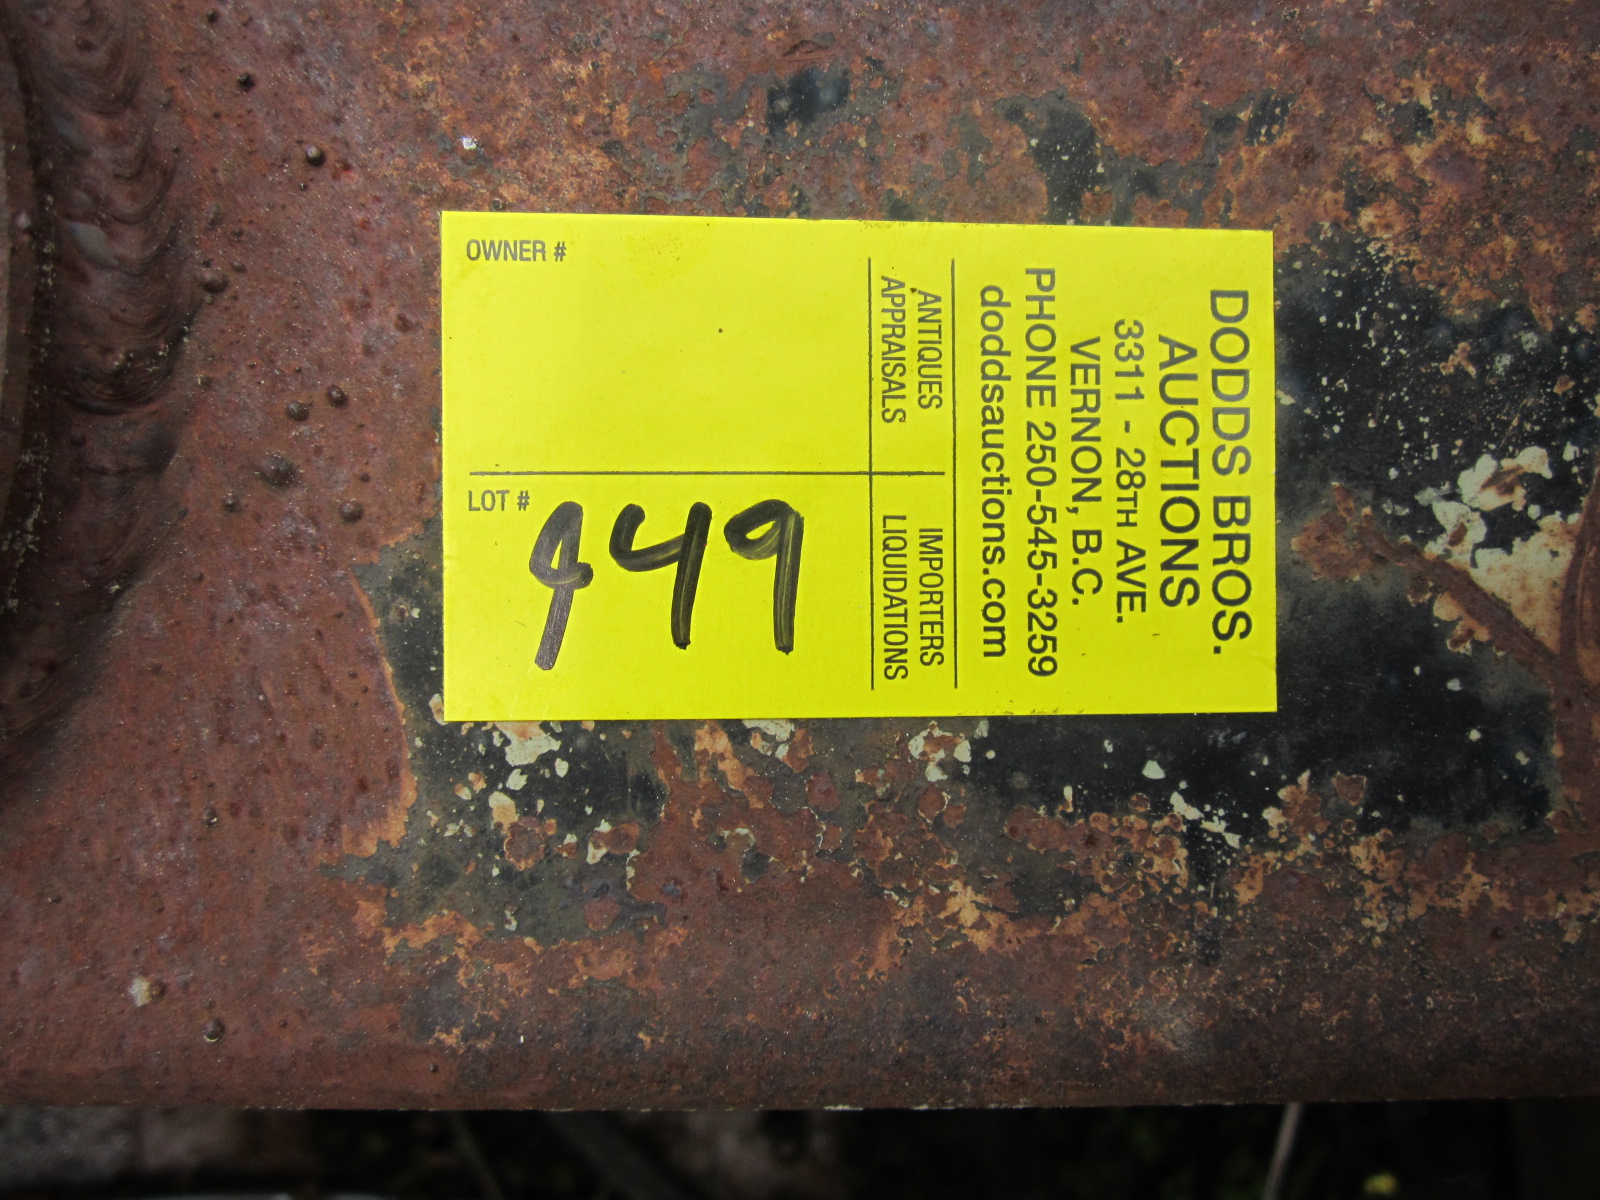 DODDS BROS.
AUCTIONS
3311 - 28TH AVE.
VERNON, B.C.
PHONE 250-545-3259
doddsauctions.com
ANTIQUES IMPORTERS
APPRAISALS LIQUIDATIONS
OWNER #
LOT #
449